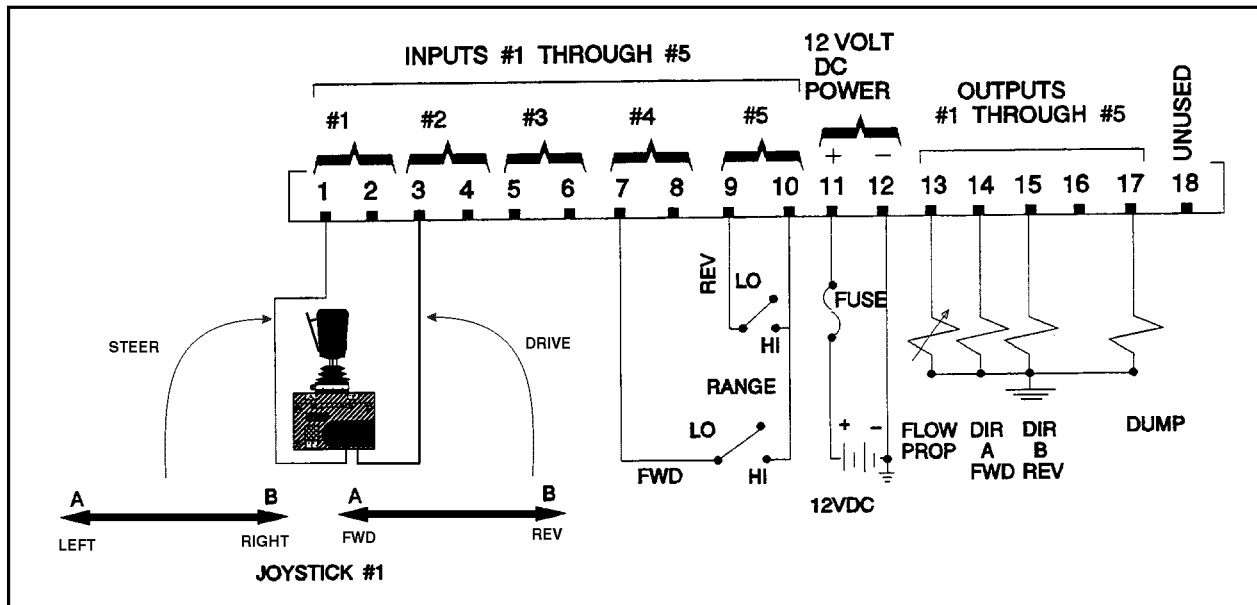 INPUTS #1 THROUGH #5
12 VOLT
DC
POWER
OUTPUTS
#1 THROUGH #5
UNUSED
#1 #2 #3 #4 #5
+ −
1 2 3 4 5 6 7 8 9 10 11 12 13 14 15 16 17 18
REV
LO
HI
FUSE
STEER
DRIVE
RANGE
LO
FWD
HI
+ −
12VDC
FLOW
PROP
DIR
A
FWD
DIR
B
REV
DUMP
A B
LEFT RIGHT
A B
FWD REV
JOYSTICK #1